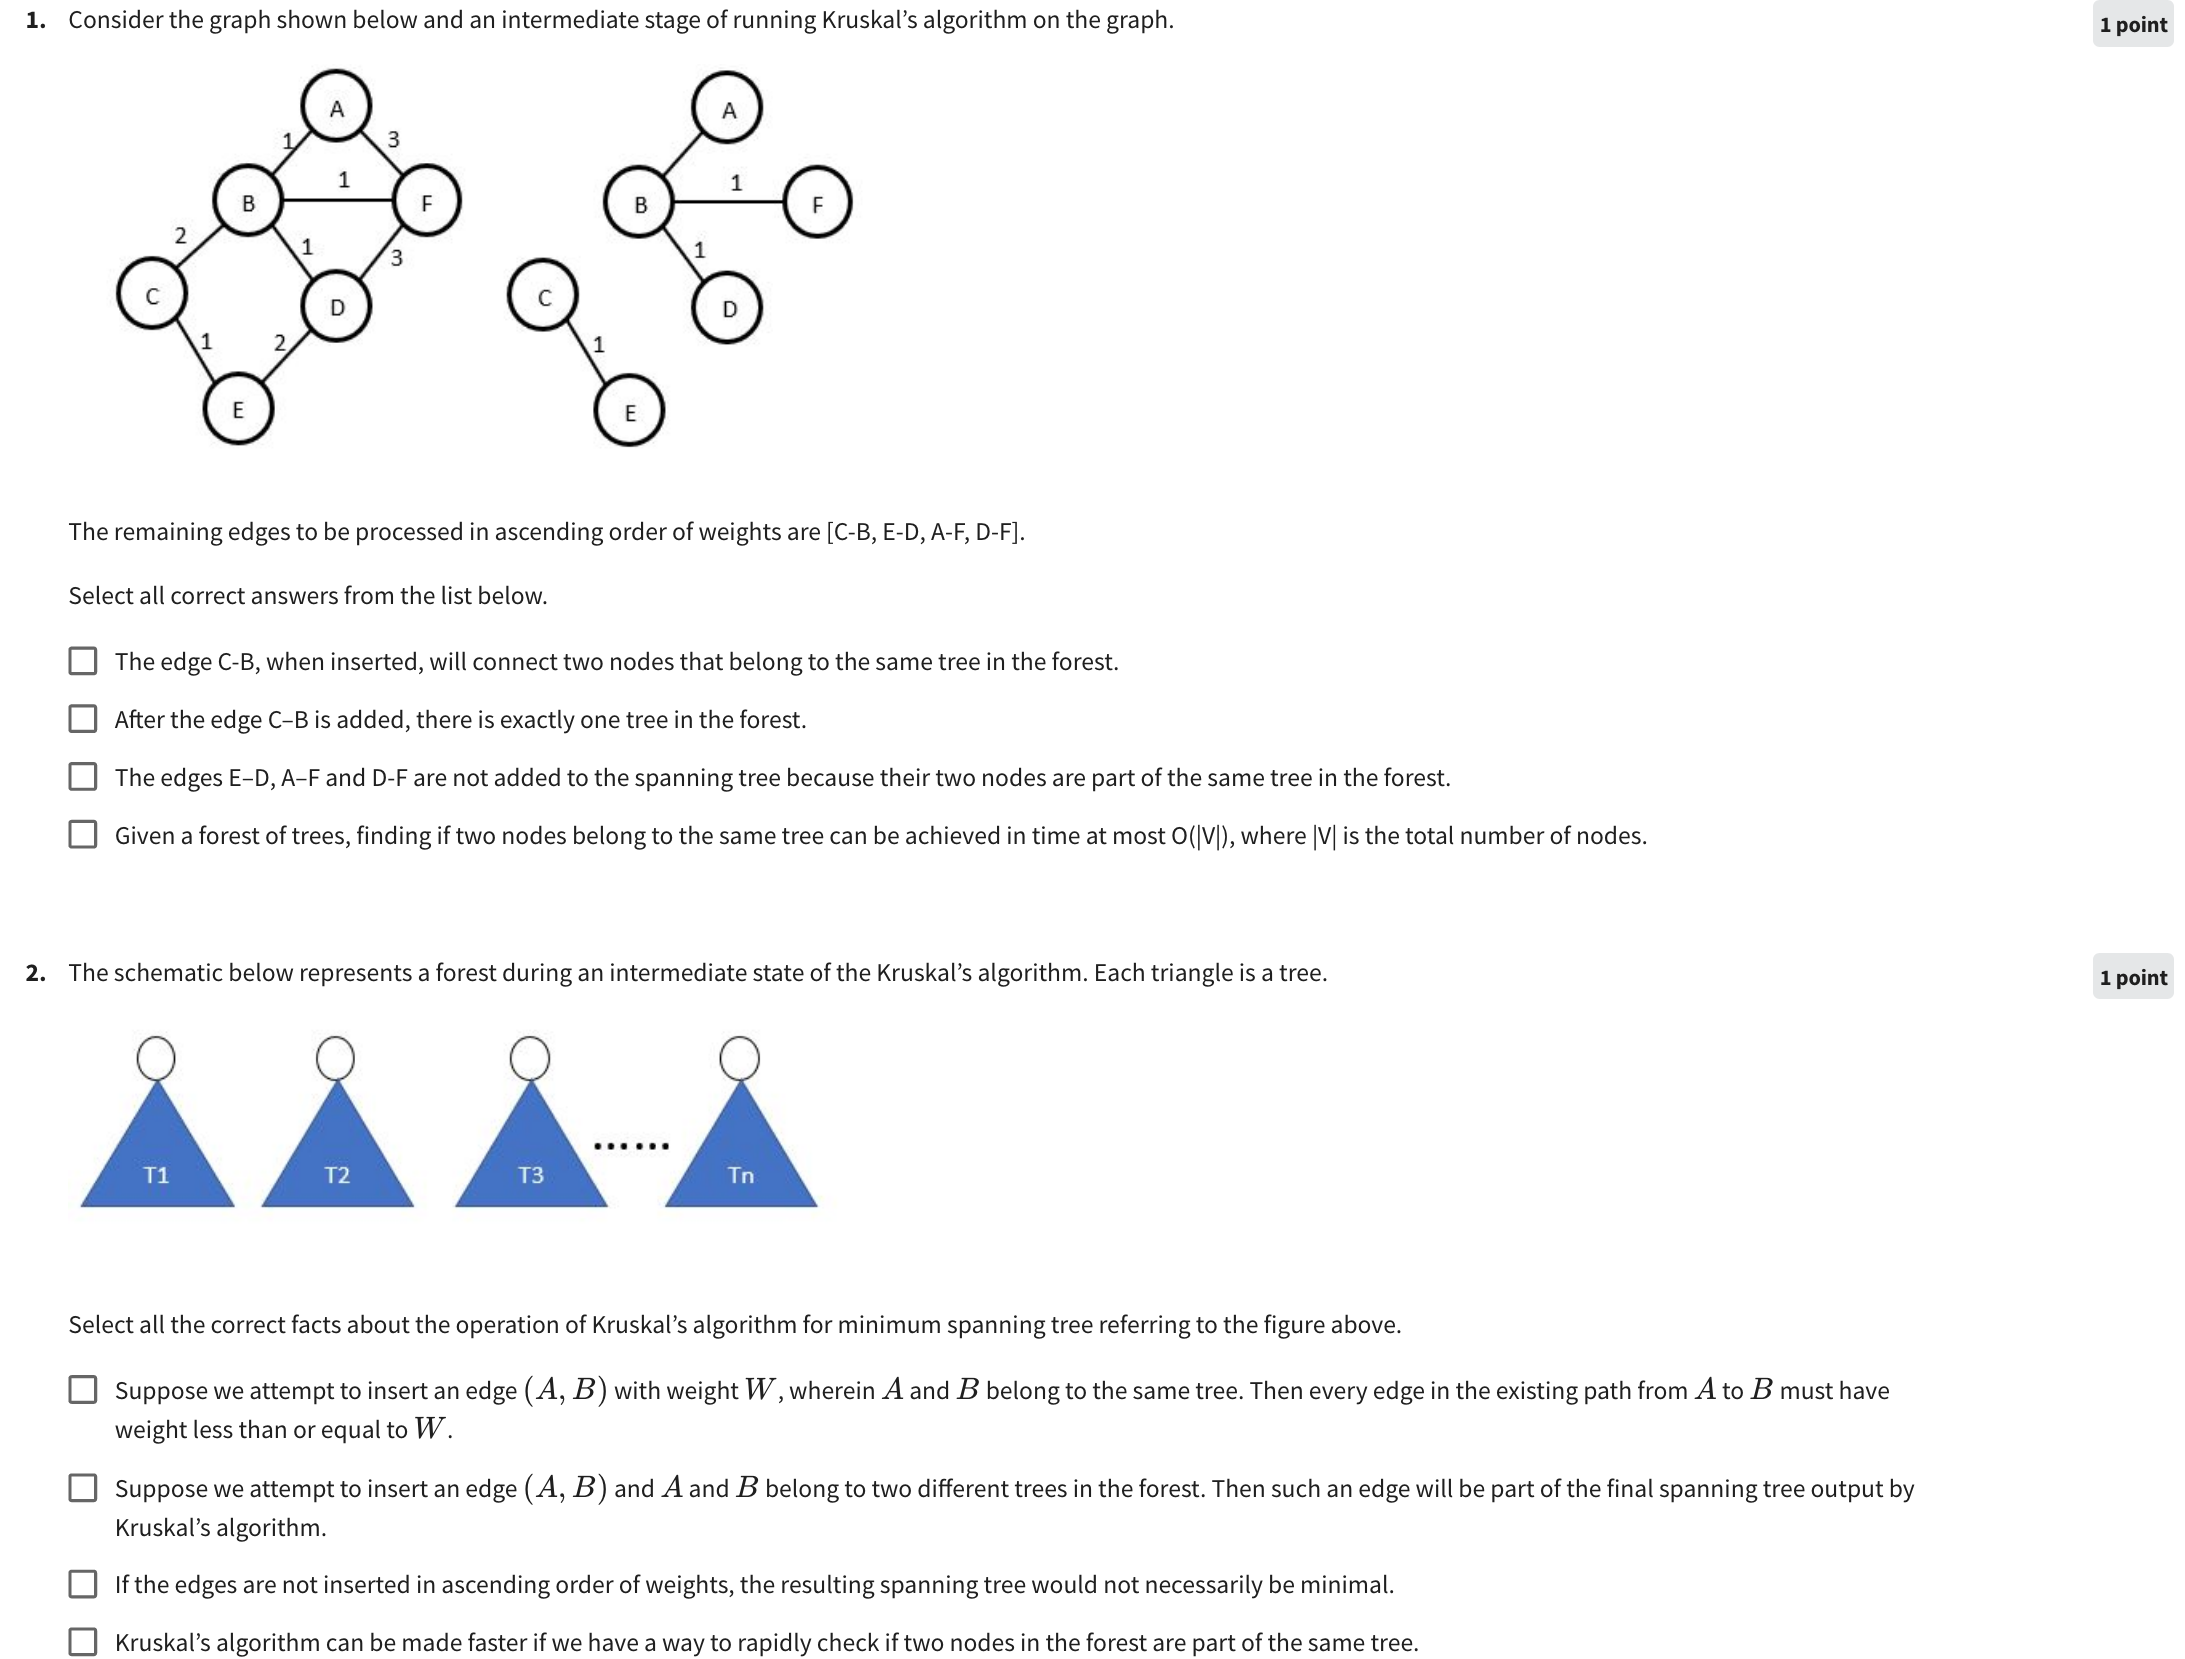 1. Consider the graph shown below and an intermediate stage of running Kruskal’s algorithm on the graph.
1 point
A
A
1
3
1
1
B
F
B
F
2
1
3
1
C
D
C
D
1
2
1
E
E
The remaining edges to be processed in ascending order of weights are [C-B, E-D, A-F, D-F].
Select all correct answers from the list below.
The edge C-B, when inserted, will connect two nodes that belong to the same tree in the forest.
After the edge C–B is added, there is exactly one tree in the forest.
The edges E–D, A–F and D-F are not added to the spanning tree because their two nodes are part of the same tree in the forest.
Given a forest of trees, finding if two nodes belong to the same tree can be achieved in time at most O(|V|), where |V| is the total number of nodes.
2. The schematic below represents a forest during an intermediate state of the Kruskal’s algorithm. Each triangle is a tree.
1 point
......
T1
T2
T3
Tn
Select all the correct facts about the operation of Kruskal’s algorithm for minimum spanning tree referring to the figure above.
Suppose we attempt to insert an edge (A, B) with weight W, wherein A and B belong to the same tree. Then every edge in the existing path from A to B must have
weight less than or equal to W.
Suppose we attempt to insert an edge (A, B) and A and B belong to two different trees in the forest. Then such an edge will be part of the final spanning tree output by
Kruskal’s algorithm.
If the edges are not inserted in ascending order of weights, the resulting spanning tree would not necessarily be minimal.
Kruskal’s algorithm can be made faster if we have a way to rapidly check if two nodes in the forest are part of the same tree.